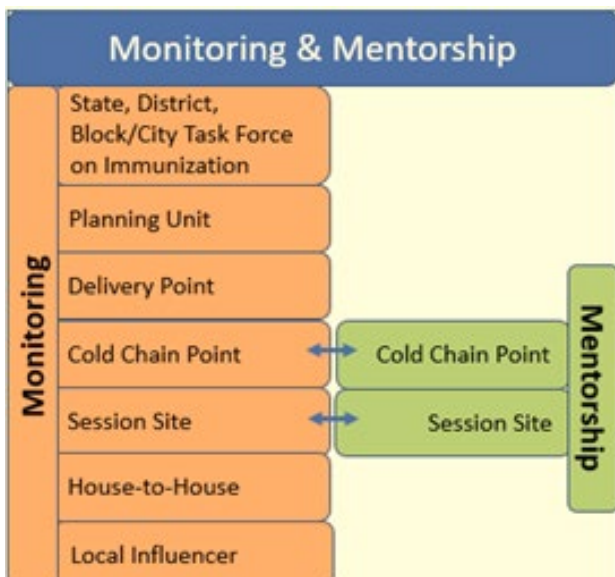 Monitoring & Mentorship
Monitoring
State, District,
Block/City Task Force
on Immunization
Planning Unit
Delivery Point
Cold Chain Point
Session Site
House-to-House
Local Influencer
Cold Chain Point
Session Site
Mentorship